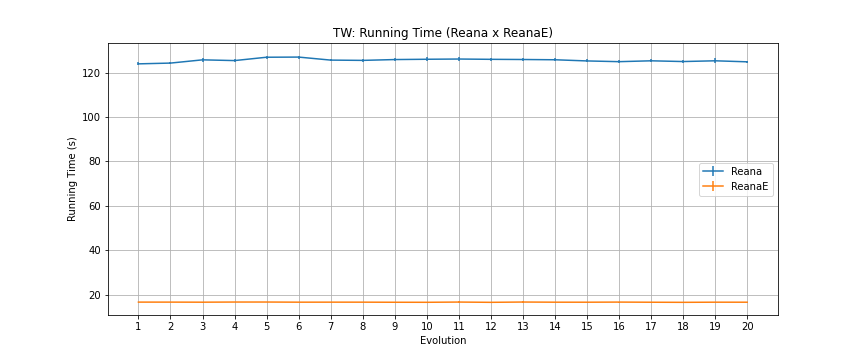 TW: Running Time (Reana x ReanaE)
Running Time (s)
120
100
80
60
40
20
Reana
ReanaE
1 2 3 4 5 6 7 8 9 10 11 12 13 14 15 16 17 18 19 20
Evolution